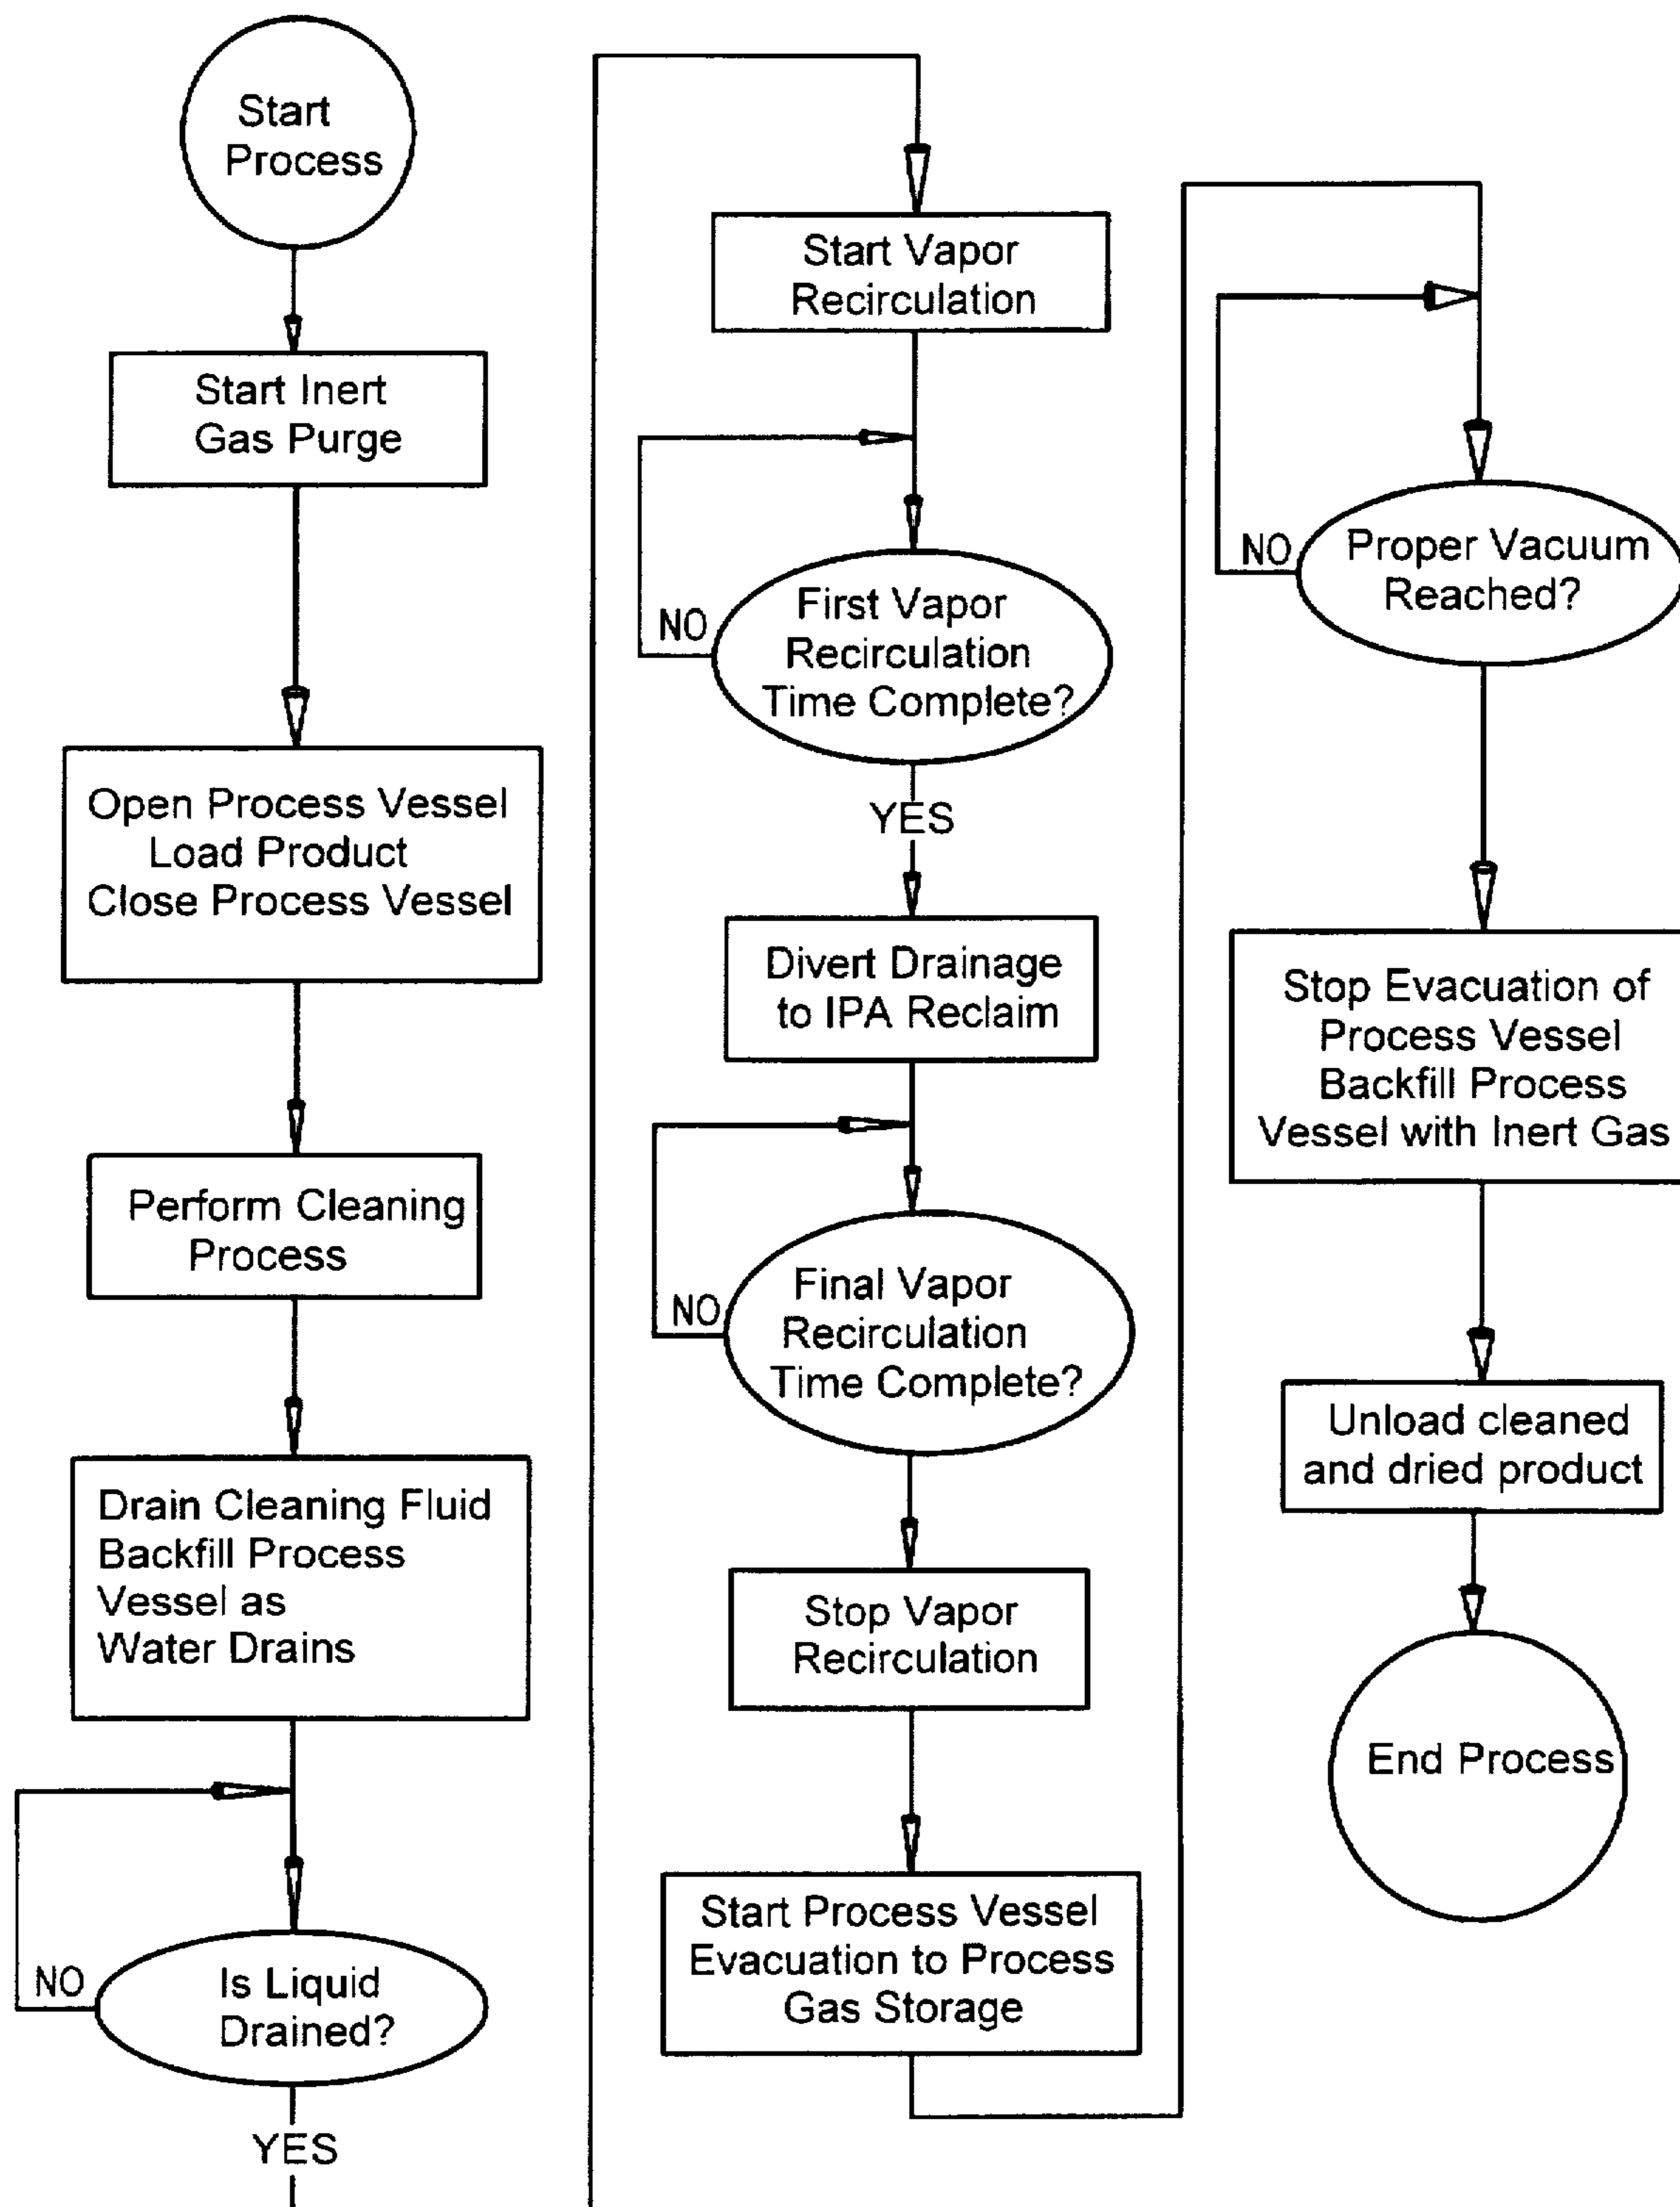 Start
Process
Start Inert
Gas Purge
Open Process Vessel
Load Product
Close Process Vessel
Perform Cleaning
Process
Drain Cleaning Fluid
Backfill Process
Vessel as
Water Drains
NO
Is Liquid
Drained?
YES
Start Vapor
Recirculation
NO
First Vapor
Recirculation
Time Complete?
YES
Divert Drainage
to IPA Reclaim
NO
Final Vapor
Recirculation
Time Complete?
Stop Vapor
Recirculation
Start Process Vessel
Evacuation to Process
Gas Storage
NO
Proper Vacuum
Reached?
Stop Evacuation of
Process Vessel
Backfill Process
Vessel with Inert Gas
Unload cleaned
and dried product
End Process